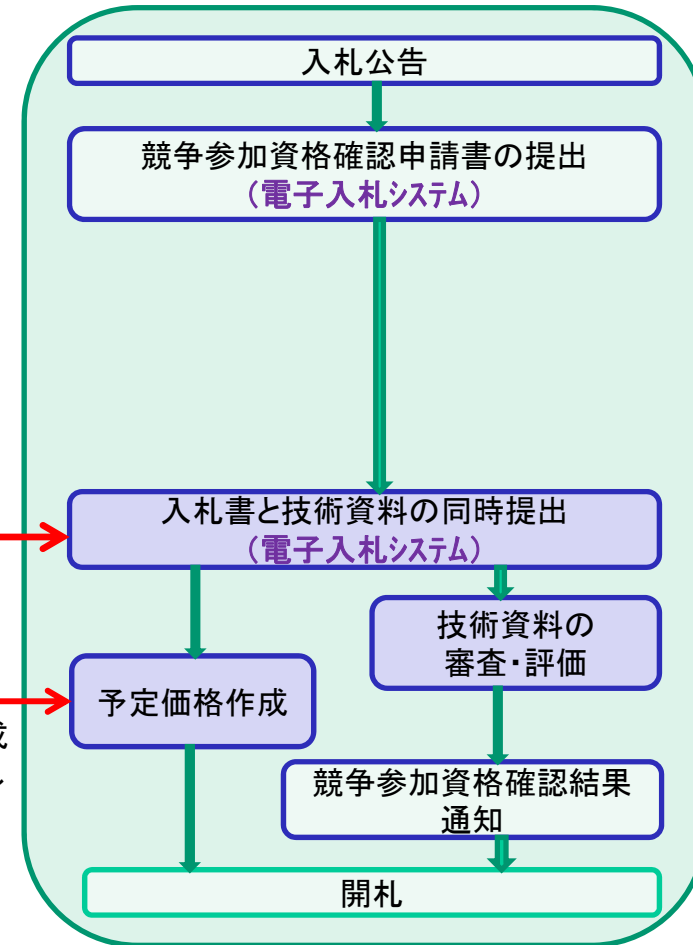 入札公告
競争参加資格確認申請書の提出
(電子入札システム)
入札書と技術資料の同時提出
(電子入札システム)
技術資料の
審査・評価
予定価格作成
成
競争参加資格確認結果
通知
開札